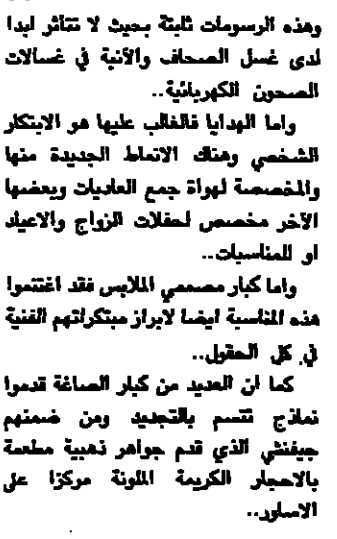 وهذه الرسومات ثابتة بحيث لا تتأثر ابدا
لدى غسل الصحاف والآنية في غسالات
الصحون الكهربائية..
واما الهدايا فالغالب عليها هو الابتكار
الشخصي وهناك الانماط الجديدة منها
والمخصصة لهواة جمع العاديات وبعضها
الآخر مخصص لحفلات الزواج والاعياد
او للمناسبات..
واما كبار مصممي الملابس فقد اغتنموا
هذه المناسبة ايضا لابراز مبتكراتهم الفنية
في كل الحقول..
كما ان العديد من كبار الصاغة قدموا
نماذج تتسم بالتجديد ومن ضمنهم
جيفنشي الذي قدم جواهر ذهبية مطعمة
بالاحجار الكريمة الملونة مركزا على
الاساور..